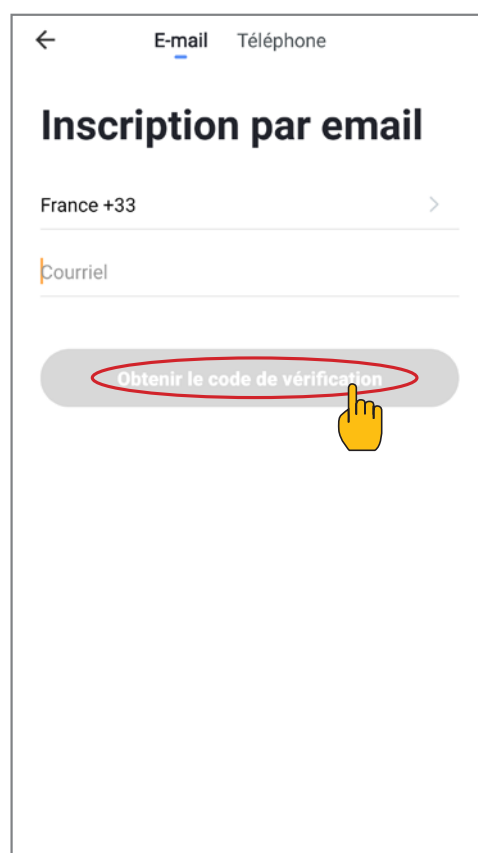 E-mail Téléphone
Inscription par email
France +33
Courriel
Obtenir le code de vérification